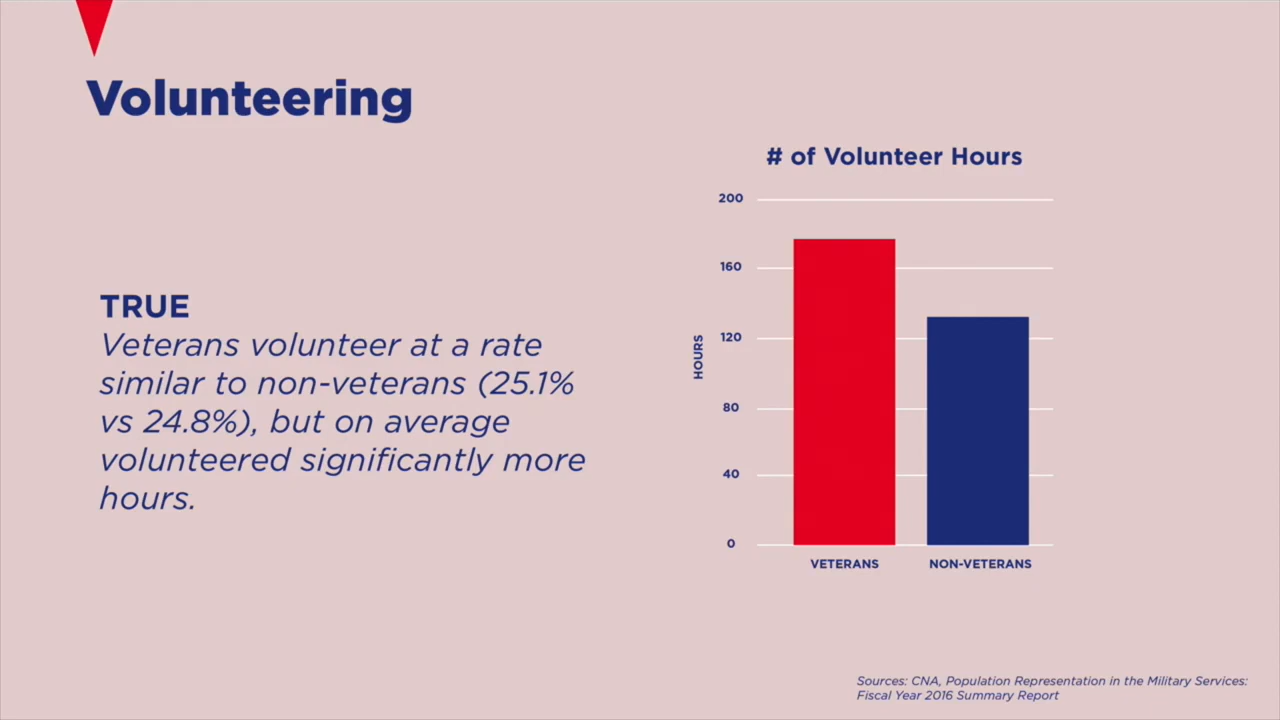 Volunteering
TRUE
Veterans volunteer at a rate
similar to non-veterans (25.1%
vs 24.8%), but on average
volunteered significantly more
hours.
# of Volunteer Hours
200
160
120
80
40
0
HOURS
VETERANS
NON-VETERANS
Sources: CNA, Population Representation in the Military Services:
Fiscal Year 2016 Summary Report